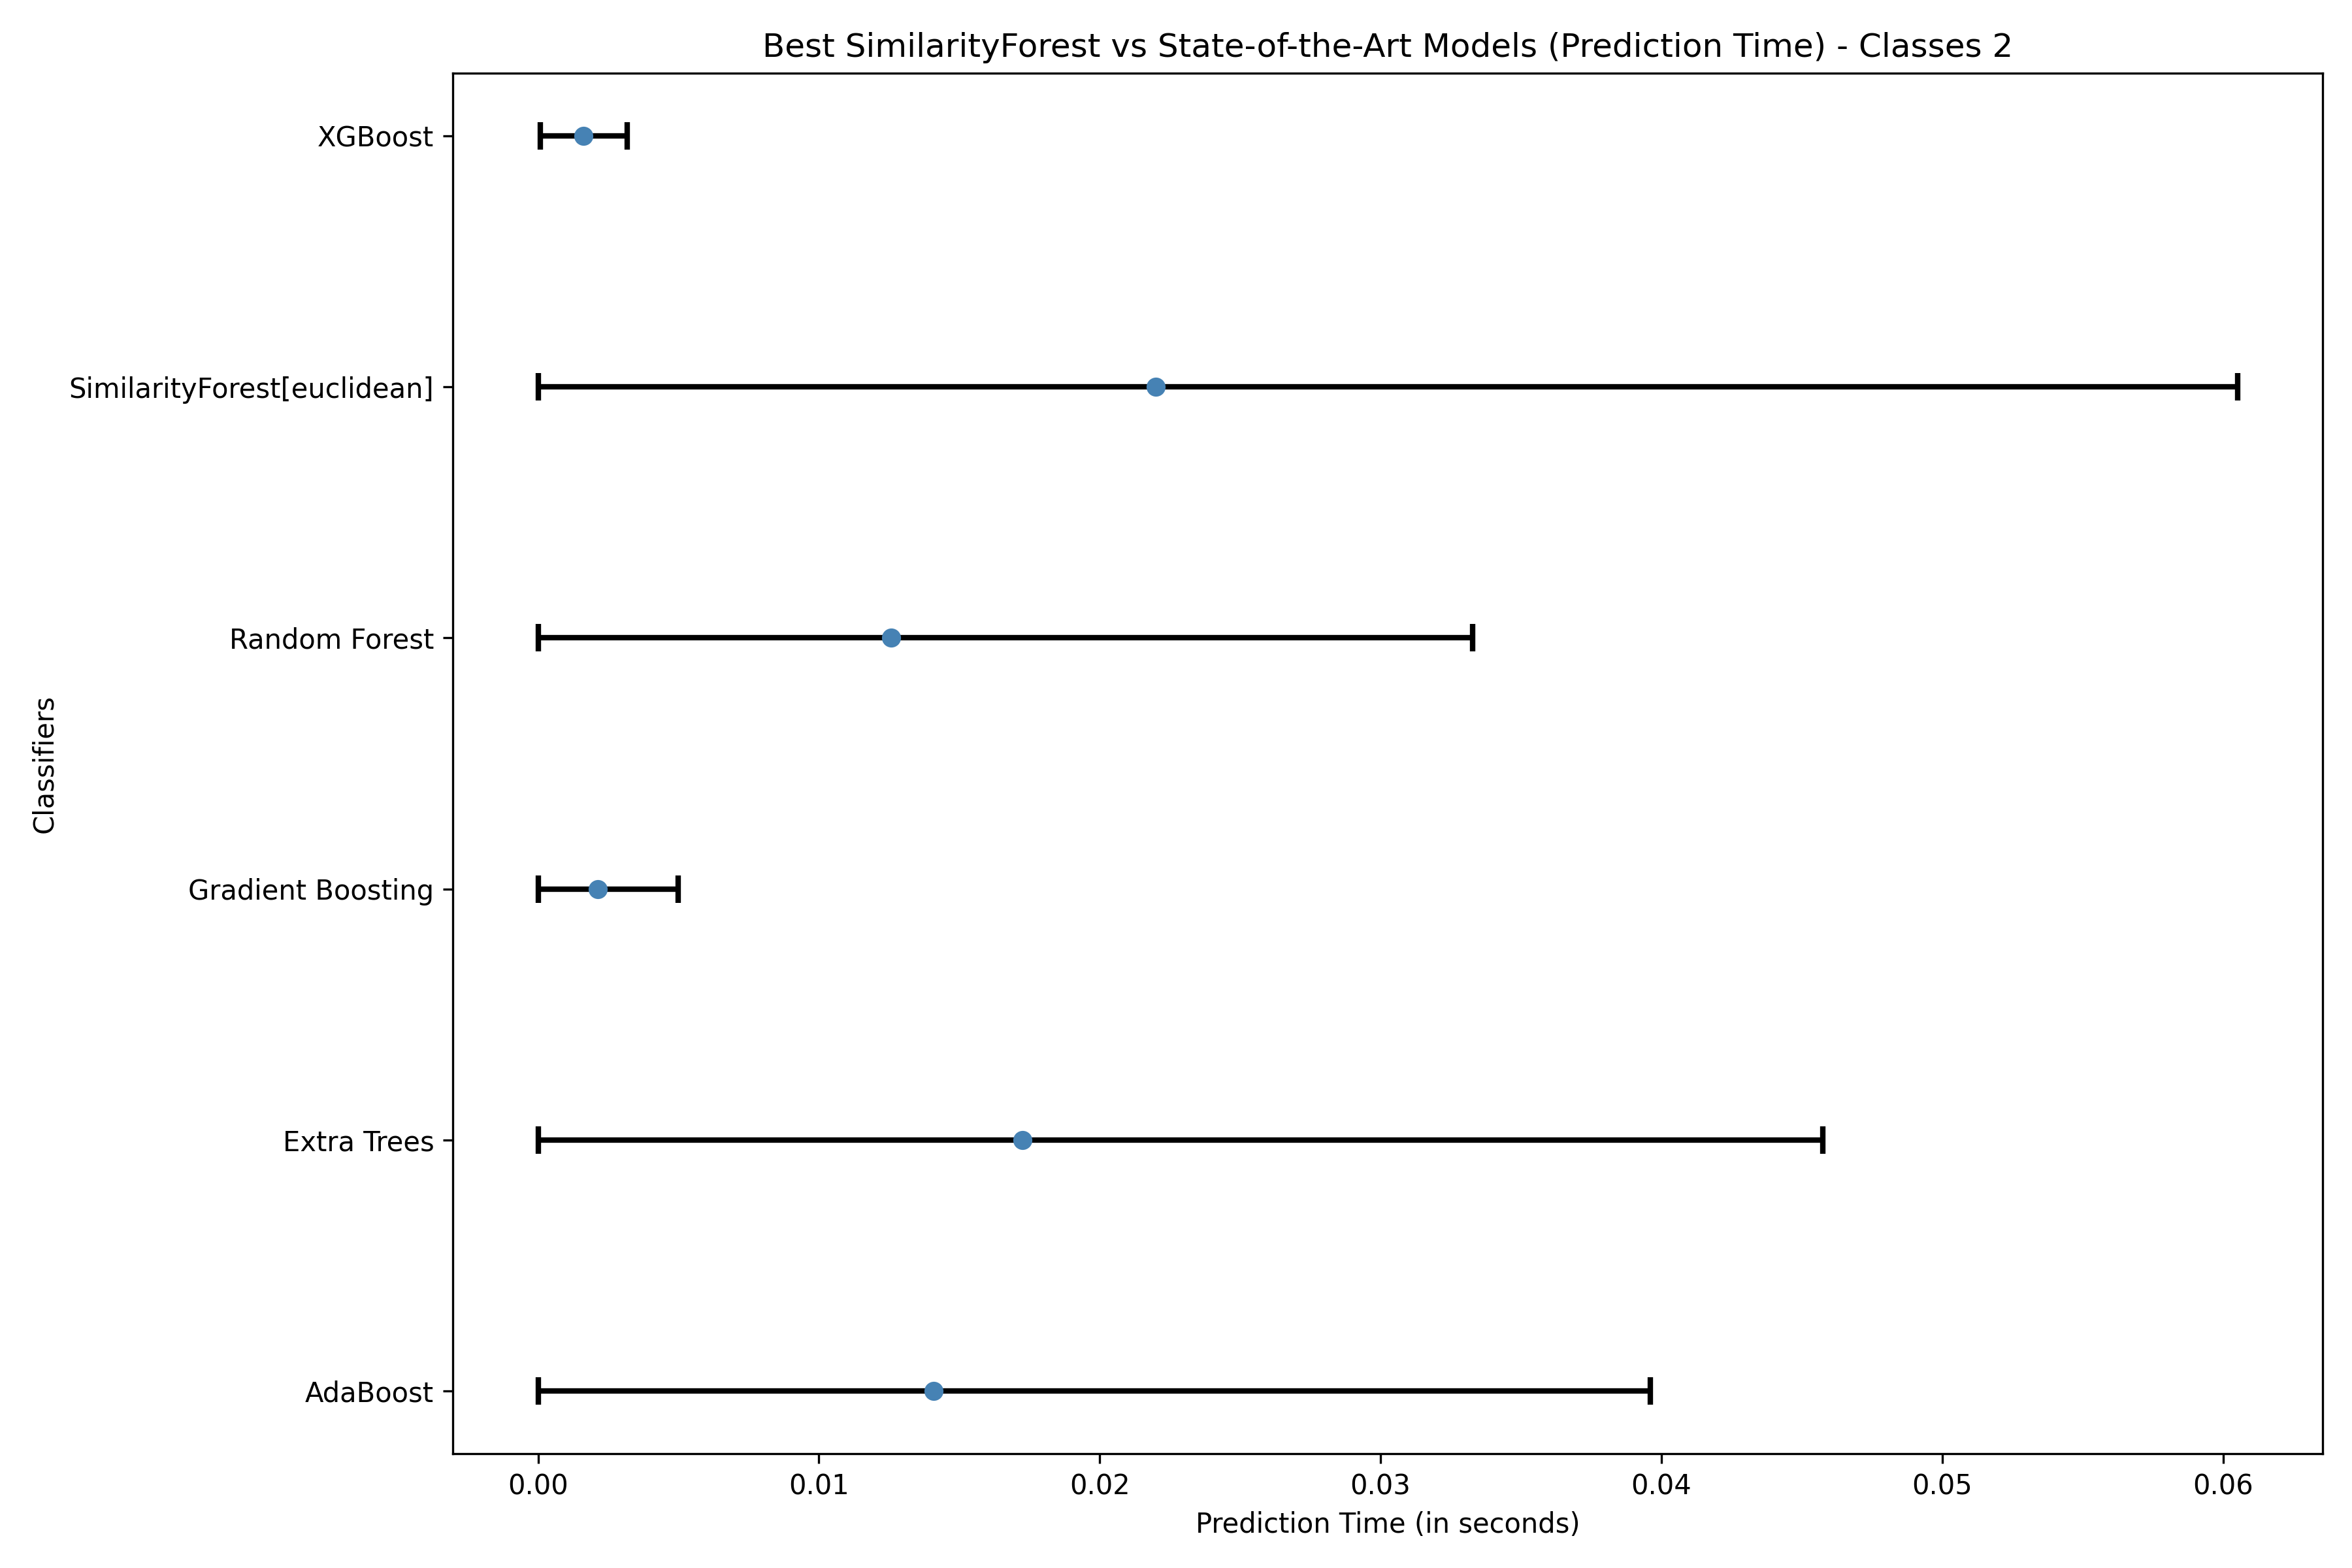 Best SimilarityForest vs State-of-the-Art Models (Prediction Time) - Classes 2
XGBoost
SimilarityForest[euclidean]
Random Forest
Gradient Boosting
Extra Trees
AdaBoost
Classifiers
0.00 0.01 0.02 0.03 0.04 0.05 0.06
Prediction Time (in seconds)